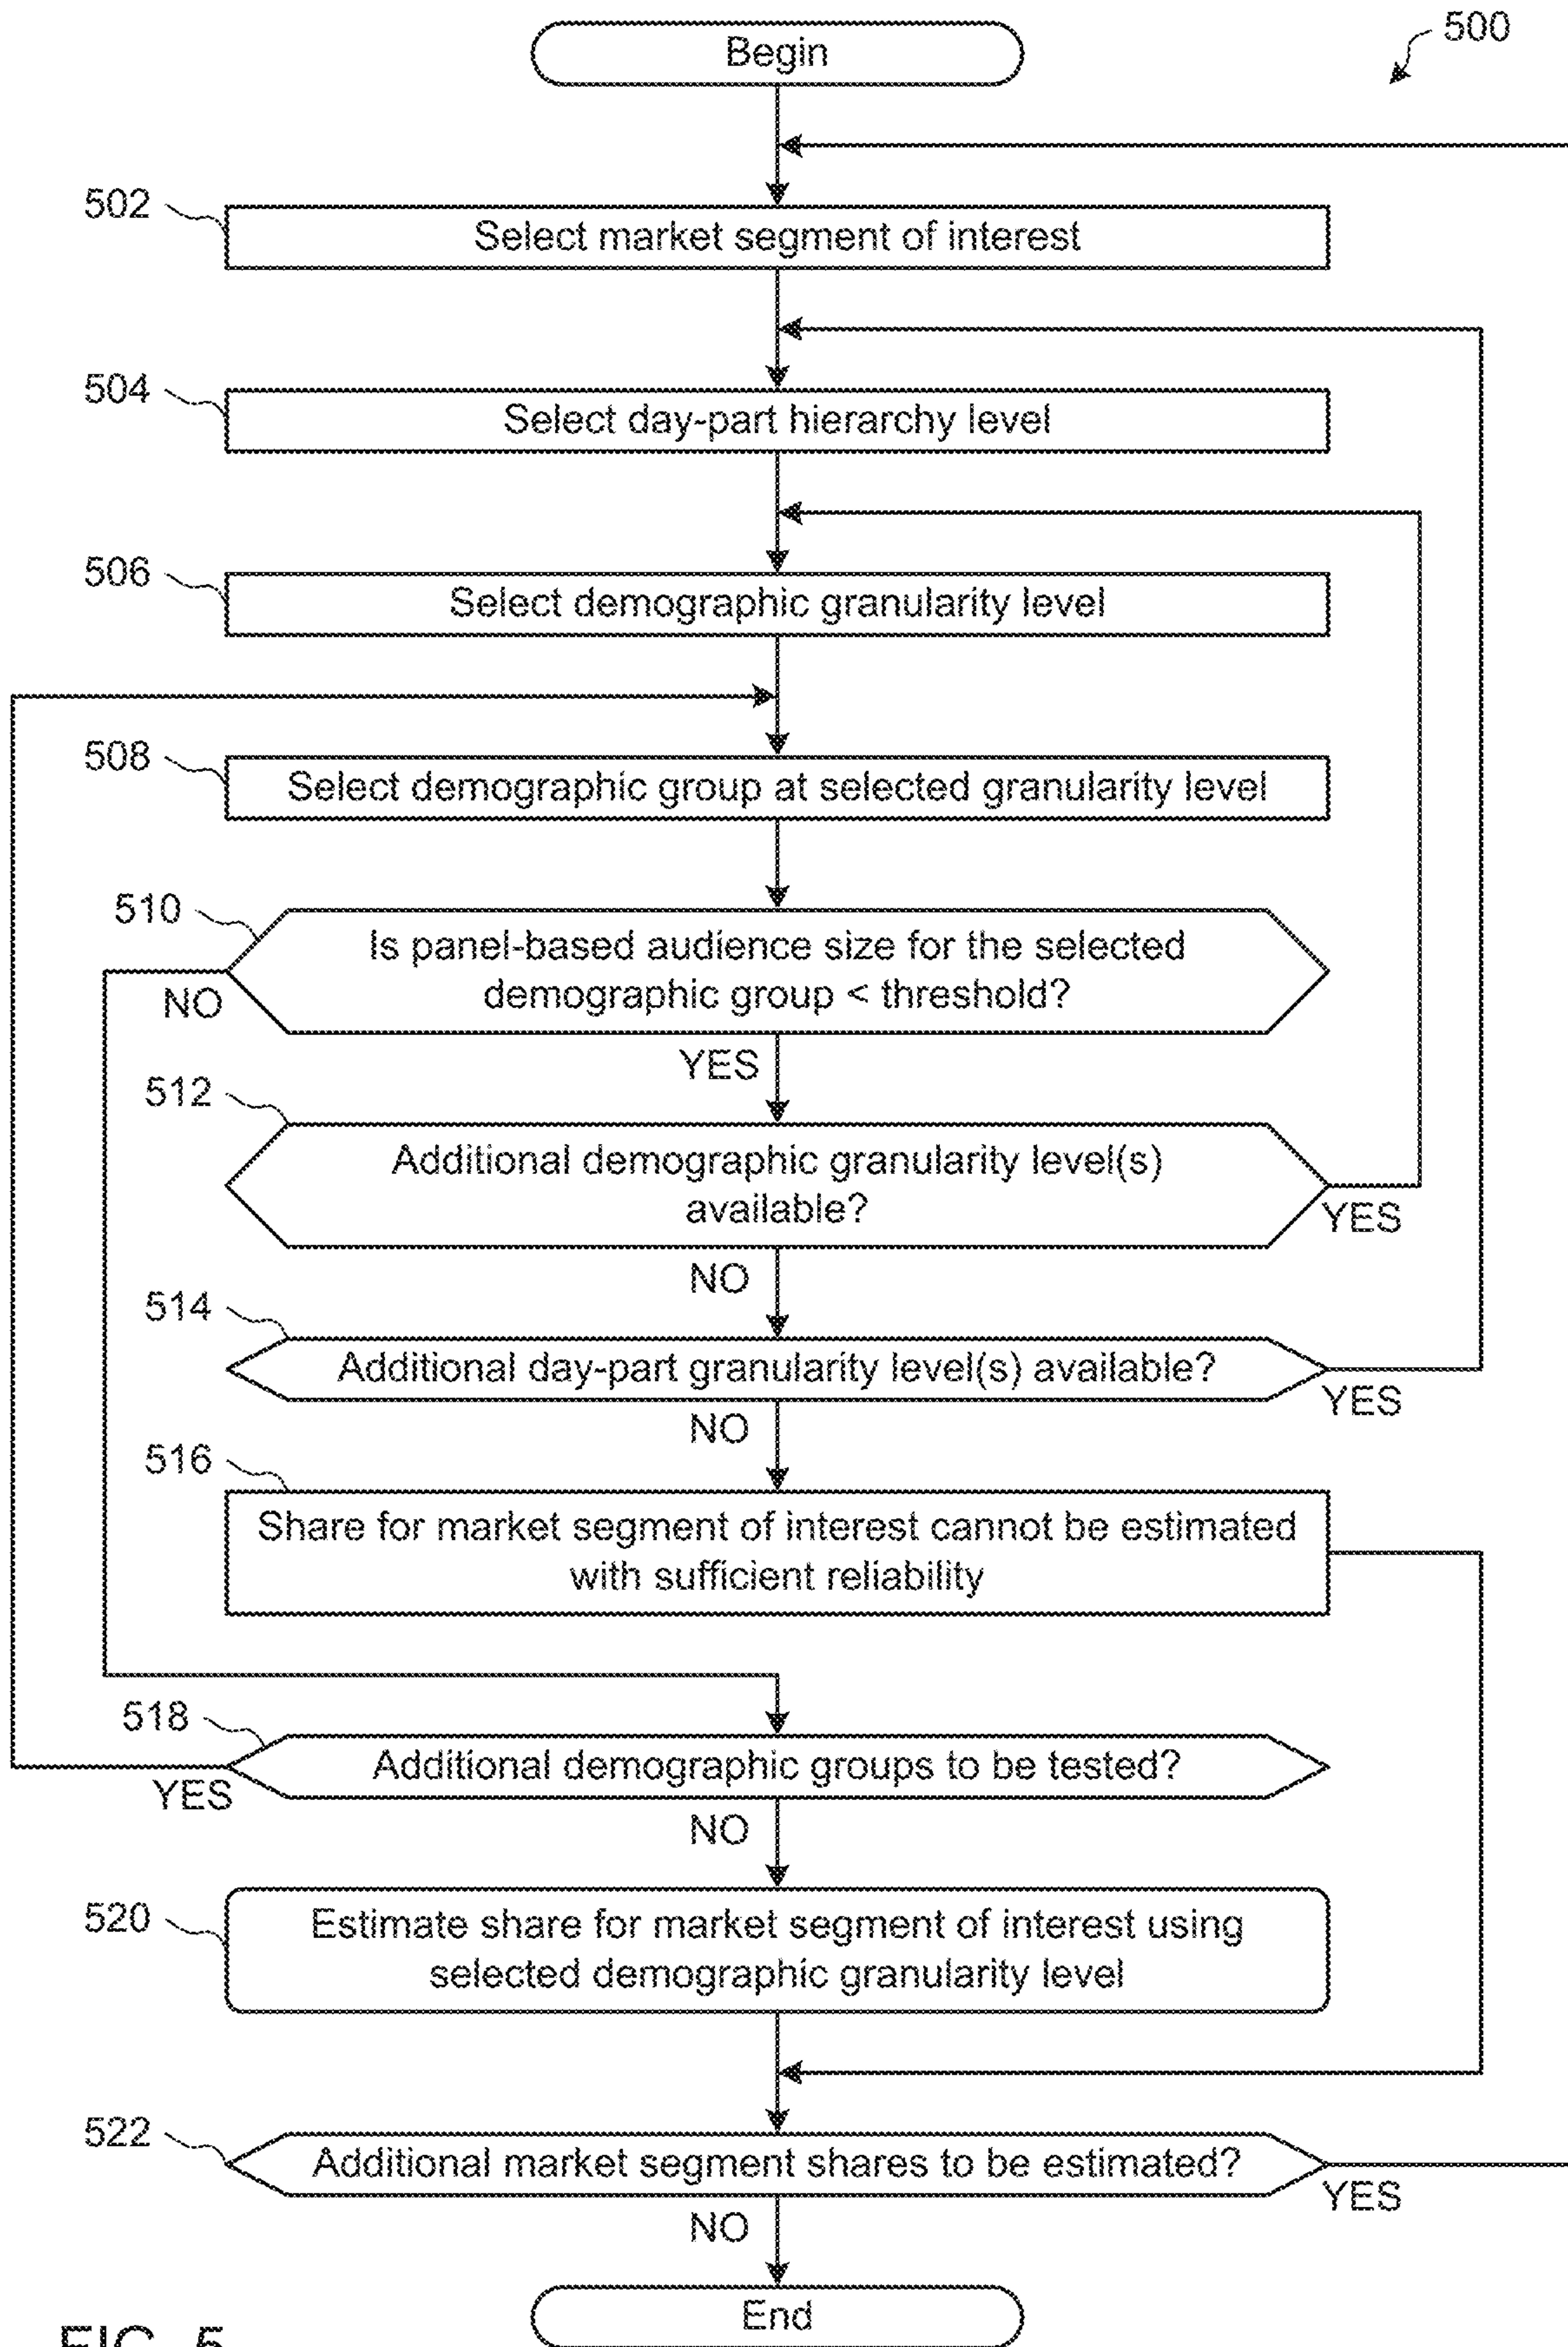 Begin
500
502
Select market segment of interest
504
Select day-part hierarchy level
506
Select demographic granularity level
508
Select demographic group at selected granularity level
510
Is panel-based audience size for the selected
demographic group < threshold?
NO
YES
512
Additional demographic granularity level(s)
available?
YES
NO
514
Additional day-part granularity level(s) available?
YES
NO
516
Share for market segment of interest cannot be estimated
with sufficient reliability
518
Additional demographic groups to be tested?
YES
NO
520
Estimate share for market segment of interest using
selected demographic granularity level
522
Additional market segment shares to be estimated?
YES
NO
End
FIG. 5